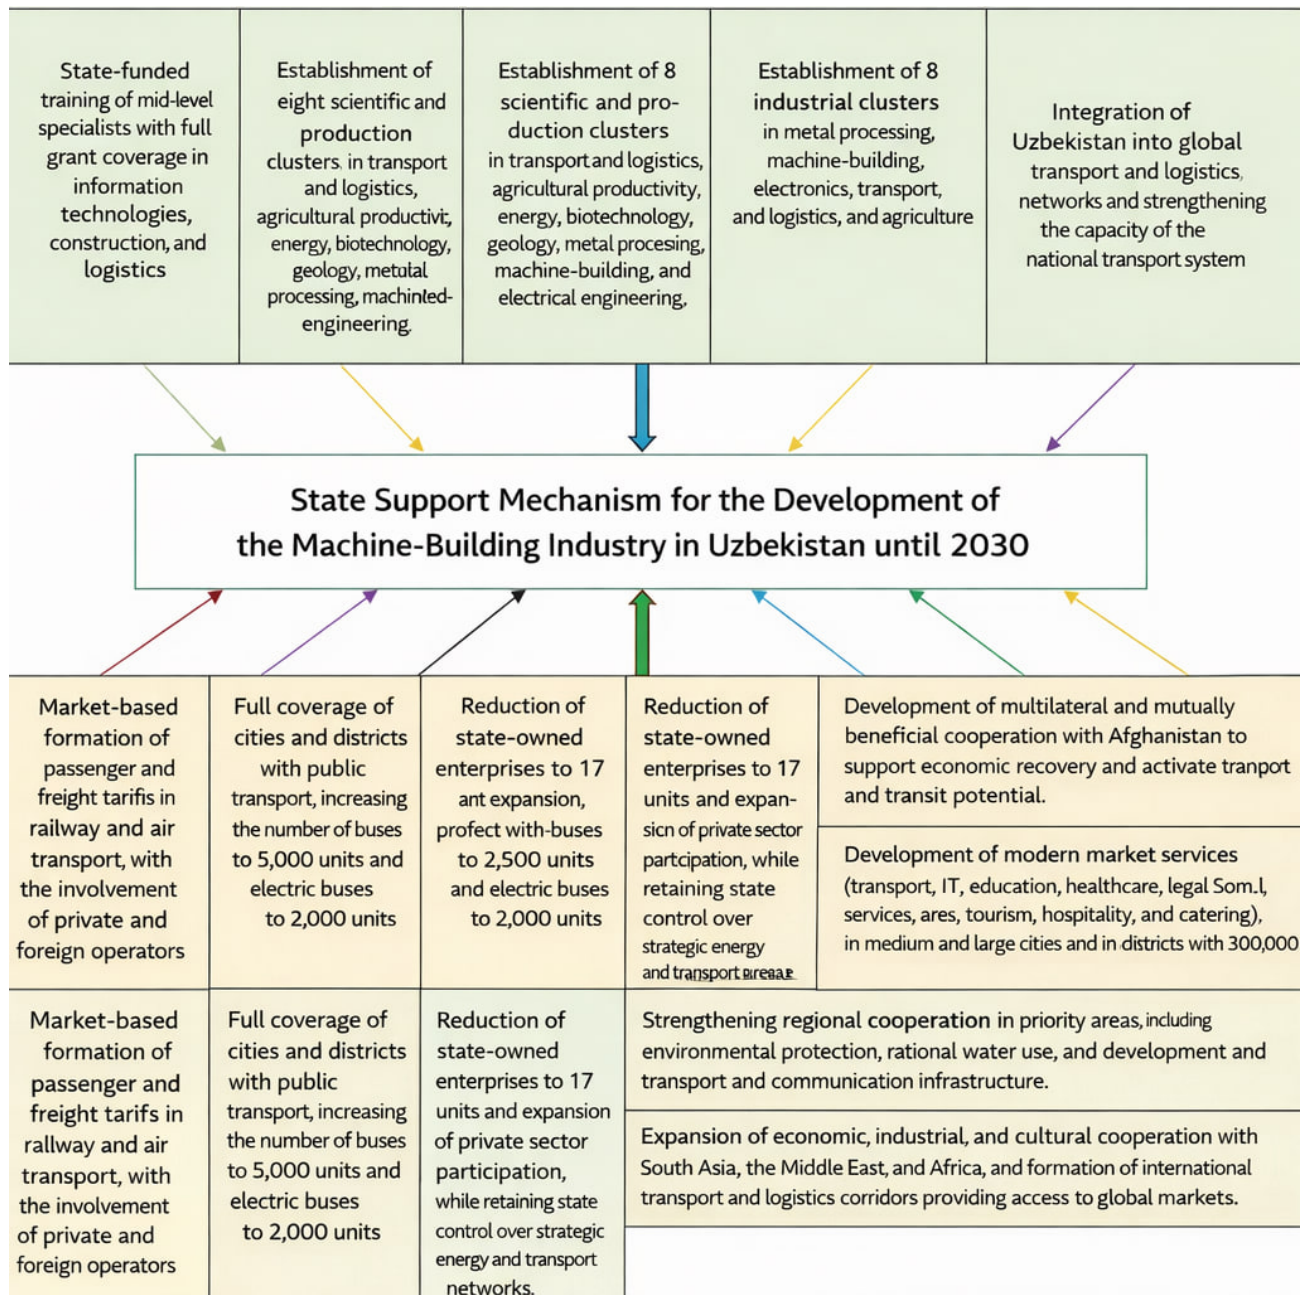 State-funded
training of mid-level
specialists with full
grant coverage in
information
technologies,
construction, and
logistics
Establishment of
eight scientific and
production
clusters. in transport
and logistics,
agricultural productivit;,
energy, biotechnology,
geology, metatal
processing, machinted-
engineering.
Establishment of 8
scientific and pro-
duction clusters
in transport and logistics,
agricultural productivity,
energy, biotechnology,
geology, metal processing,
machine-building, and
electrical engineering,
Establishment of 8
industrial clusters
in metal processing,
machine-building,
electronics, transport,
and logistics, and agriculture
Integration of
Uzbekistan into global
transport and logistics,
networks and strengthening
the capacity of the
national transport system
State Support Mechanism for the Development of
the Machine-Building Industry in Uzbekistan until 2030
Market-based
formation of
passenger and
freight tarifis in
railway and air
transport, with
the involvement
of private and
foreign operators
Full coverage of
cities and districts
with public
transport, increasing
the number of buses
to 5,000 units and
electric buses
to 2,000 units
Reduction of
state-owned
enterprises to 17
ant expansion,
profect with-buses
to 2,500 units
and electric buses
to 2,000 units
Reduction of
state-owned
enterprises to 17
units and expan-
sicn of private sector
partcipation, while
retaining state
control over
strategic energy
and transport
Development of multilateral and mutually
beneficial cooperation with Afghanistan to
support economic recovery and activate tranport
and transit potential.
Development of modern market services
(transport, IT, education, healthcare, legal Som.l,
services, ares, tourism, hospitality, and catering),
in medium and large cities and in districts with 300,000
Market-based
formation of
passenger and
freight tarifs in
rallway and air
transport, with
the involvement
of private and
foreign operators
Full coverage of
cities and districts
with public
transport, increasing
the number of buses
to 5,000 units and
electric buses
to 2,000 units
Reduction of
state-owned
enterprises to 17
units and expansion
of private sector
participation,
while retaining state
control over strategic
energy and transport
networks.
Strengthening regional cooperation in priority areas, including
environmental protection, rational water use, and development and
transport and communication infrastructure.
Expansion of economic, industrial, and cultural cooperation with
South Asia, the Middle East, and Africa, and formation of international
transport and logistics corridors providing access to global markets.